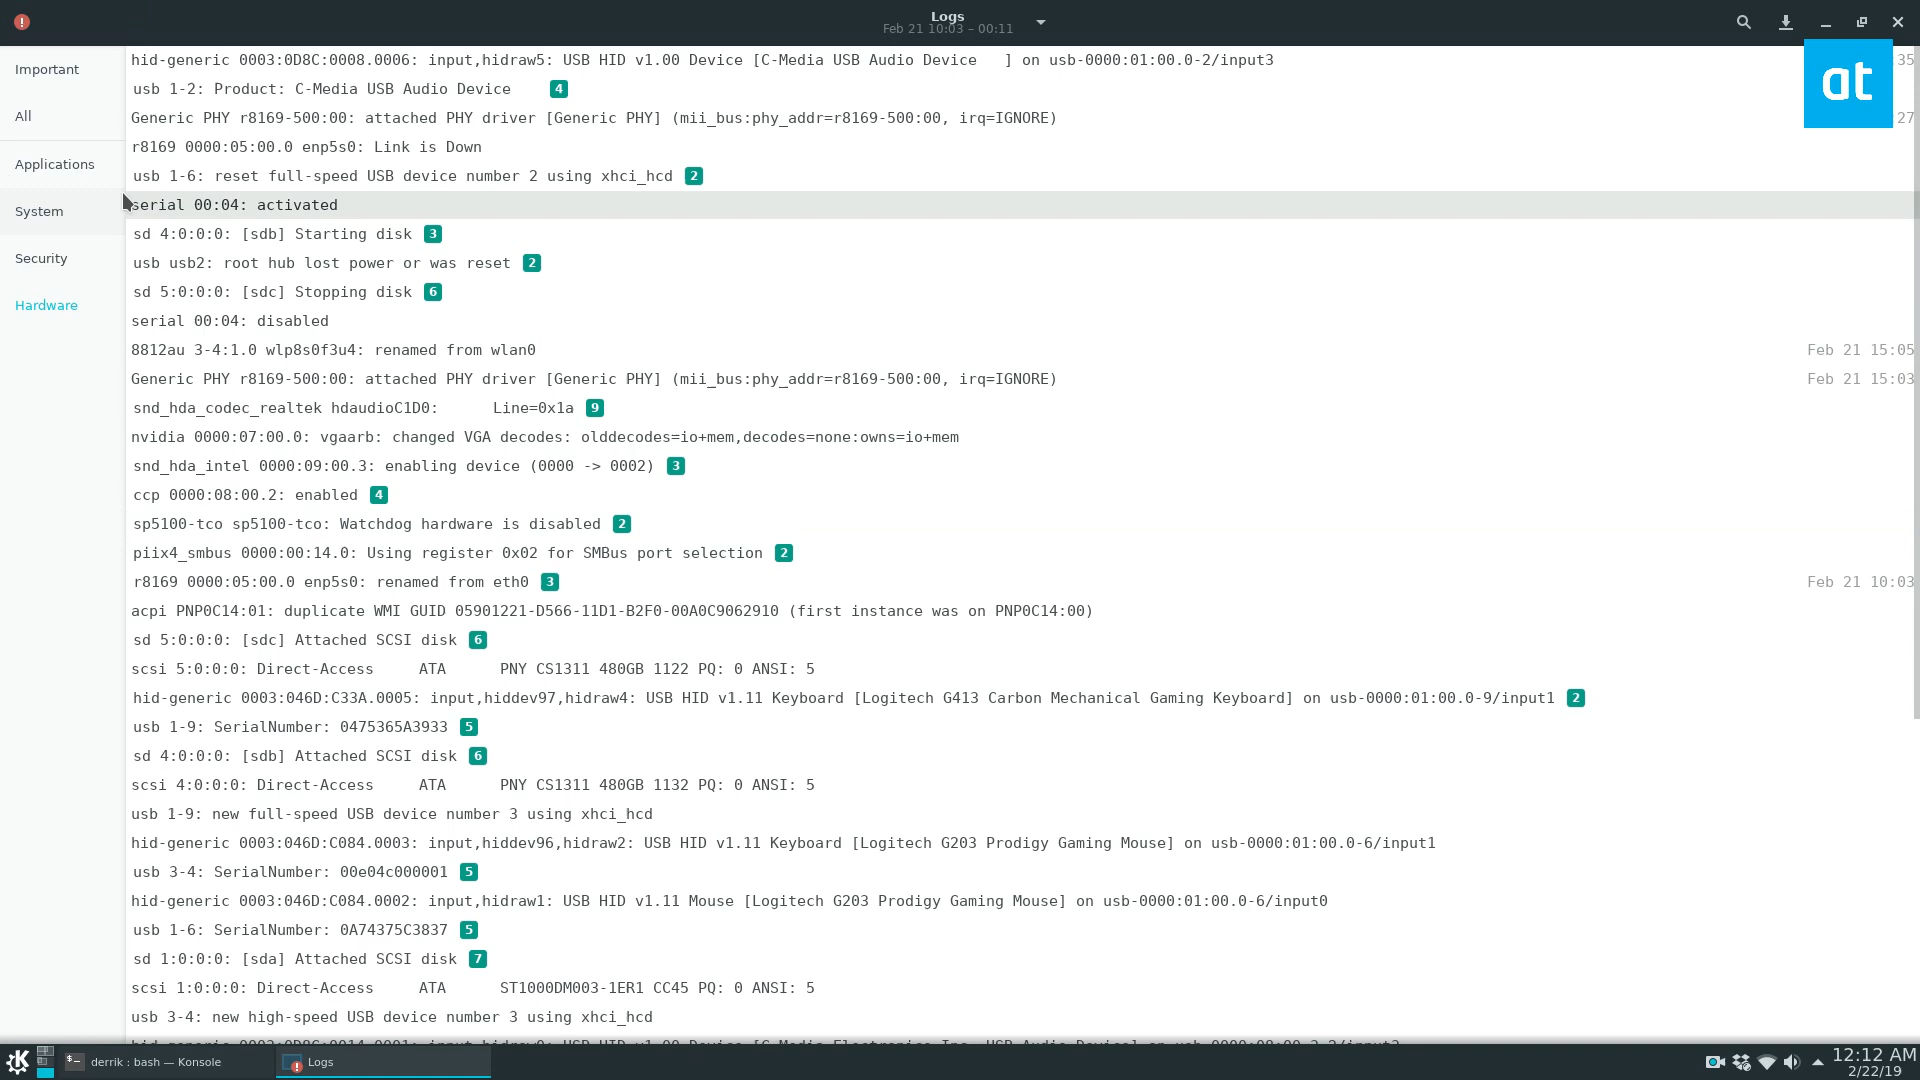 Logs
Feb 21 10:03 – 00:11
Important
All
Applications
System
Security
Hardware
at
hid-generic 0003:0D8C:0008.0006: input,hidraw5: USB HID v1.00 Device [C-Media USB Audio Device   ] on usb-0000:01:00.0-2/input3 35
usb 1-2: Product: C-Media USB Audio Device 4
Generic PHY r8169-500:00: attached PHY driver [Generic PHY] (mii_bus:phy_addr=r8169-500:00, irq=IGNORE) 27
r8169 0000:05:00.0 enp5s0: Link is Down
usb 1-6: reset full-speed USB device number 2 using xhci_hcd 2
serial 00:04: activated
sd 4:0:0:0: [sdb] Starting disk 3
usb usb2: root hub lost power or was reset 2
sd 5:0:0:0: [sdc] Stopping disk 6
serial 00:04: disabled
8812au 3-4:1.0 wlp8s0f3u4: renamed from wlan0 Feb 21 15:05
Generic PHY r8169-500:00: attached PHY driver [Generic PHY] (mii_bus:phy_addr=r8169-500:00, irq=IGNORE) Feb 21 15:03
snd_hda_codec_realtek hdaudioC1D0:      Line=0x1a 9
nvidia 0000:07:00.0: vgaarb: changed VGA decodes: olddecodes=io+mem,decodes=none:owns=io+mem
snd_hda_intel 0000:09:00.3: enabling device (0000 -> 0002) 3
ccp 0000:08:00.2: enabled 4
sp5100-tco sp5100-tco: Watchdog hardware is disabled 2
piix4_smbus 0000:00:14.0: Using register 0x02 for SMBus port selection 2
r8169 0000:05:00.0 enp5s0: renamed from eth0 3 Feb 21 10:03
acpi PNP0C14:01: duplicate WMI GUID 05901221-D566-11D1-B2F0-00A0C9062910 (first instance was on PNP0C14:00)
sd 5:0:0:0: [sdc] Attached SCSI disk 6
scsi 5:0:0:0: Direct-Access     ATA      PNY CS1311 480GB 1122 PQ: 0 ANSI: 5
hid-generic 0003:046D:C33A.0005: input,hiddev97,hidraw4: USB HID v1.11 Keyboard [Logitech G413 Carbon Mechanical Gaming Keyboard] on usb-0000:01:00.0-9/input1 2
usb 1-9: SerialNumber: 0475365A3933 5
sd 4:0:0:0: [sdb] Attached SCSI disk 6
scsi 4:0:0:0: Direct-Access     ATA      PNY CS1311 480GB 1132 PQ: 0 ANSI: 5
usb 1-9: new full-speed USB device number 3 using xhci_hcd
hid-generic 0003:046D:C084.0003: input,hiddev96,hidraw2: USB HID v1.11 Keyboard [Logitech G203 Prodigy Gaming Mouse] on usb-0000:01:00.0-6/input1
usb 3-4: SerialNumber: 00e04c000001 5
hid-generic 0003:046D:C084.0002: input,hidraw1: USB HID v1.11 Mouse [Logitech G203 Prodigy Gaming Mouse] on usb-0000:01:00.0-6/input0
usb 1-6: SerialNumber: 0A74375C3837 5
sd 1:0:0:0: [sda] Attached SCSI disk 7
scsi 1:0:0:0: Direct-Access     ATA      ST1000DM003-1ER1 CC45 PQ: 0 ANSI: 5
usb 3-4: new high-speed USB device number 3 using xhci_hcd
derrik : bash — Konsole
Logs
12:12 AM
2/22/19